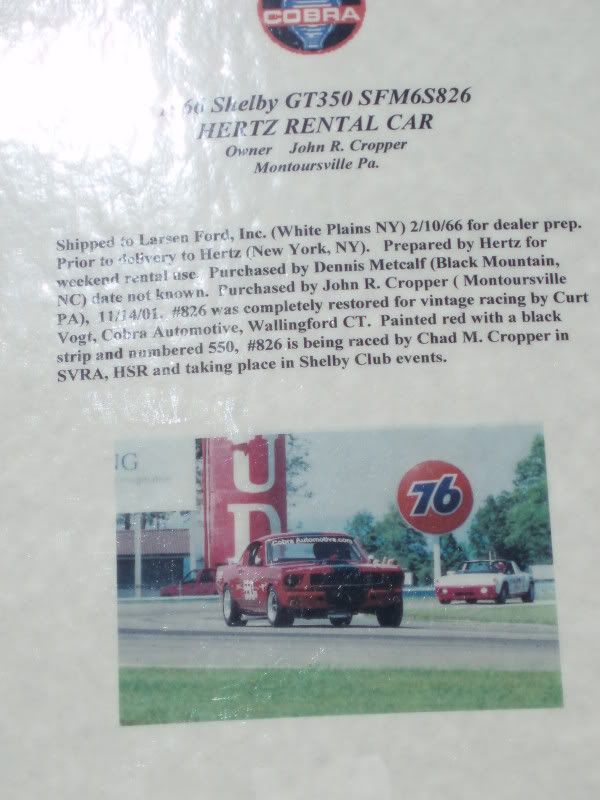 COBRA
66 Shelby GT350 SFM6S826
HERTZ RENTAL CAR
Owner John R. Cropper
Montoursville Pa.
Shipped to Larsen Ford, Inc. (White Plains NY) 2/10/66 for dealer prep.
Prior to delivery to Hertz (New York, NY). Prepared by Hertz for
weekend rental use. Purchased by Dennis Metcalf (Black Mountain,
NC) date not known. Purchased by John R. Cropper ( Montoursville
PA), 11/14/01. #826 was completely restored for vintage racing by Curt
Vogt, Cobra Automotive, Wallingford CT. Painted red with a black
strip and numbered 550, #826 is being raced by Chad M. Cropper in
SVRA, HSR and taking place in Shelby Club events.
NG
UD
76
Cobra Automotive.com